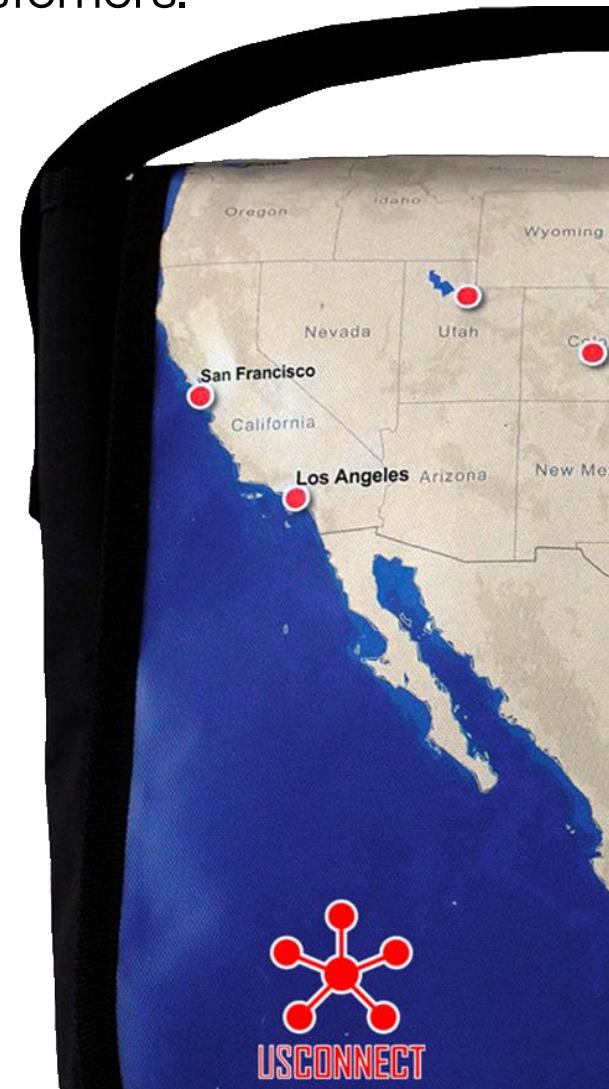 Oregon
Idaho
Wyoming
Nevada
Utah
San Francisco
California
Los Angeles
Arizona
New Me
USCONNECT